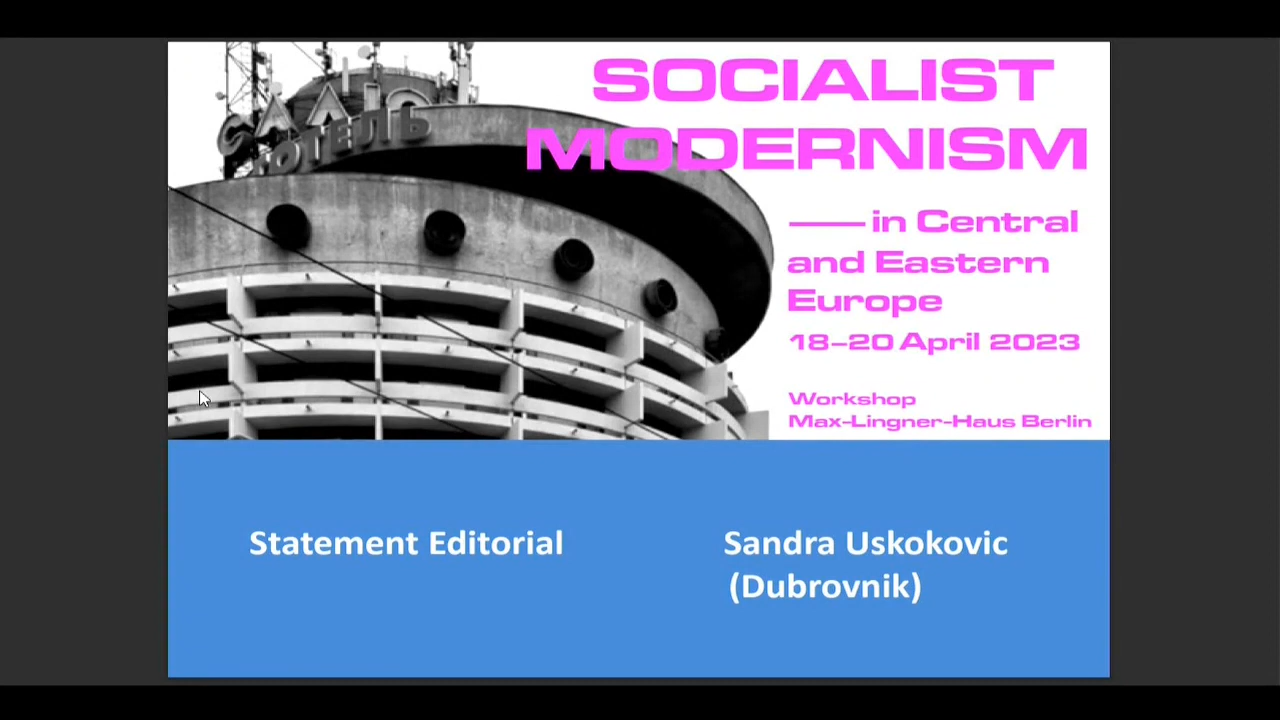 SOCIALIST
MODERNISM
ГОТЕЛЬ
in Central
and Eastern
Europe
18–20 April 2023
Workshop
Max-Lingner-Haus Berlin
Statement Editorial
Sandra Uskokovic
(Dubrovnik)